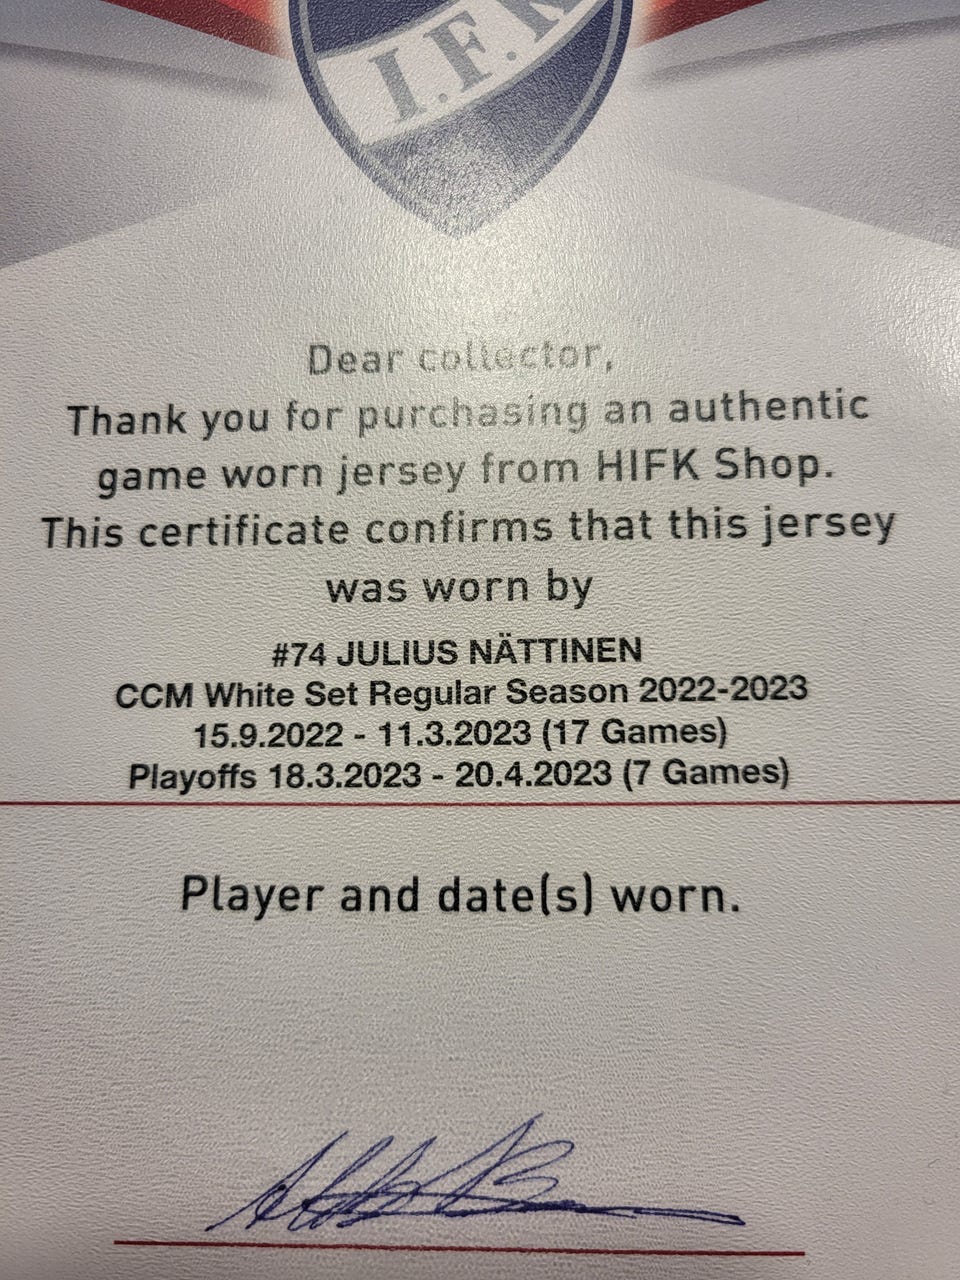 I.F.K
Dear collector,
Thank you for purchasing an authentic
game worn jersey from HIFK Shop.
This certificate confirms that this jersey
was worn by
#74 JULIUS NÄTTINEN
CCM White Set Regular Season 2022-2023
15.9.2022 - 11.3.2023 (17 Games)
Playoffs 18.3.2023 - 20.4.2023 (7 Games)
Player and date(s) worn.